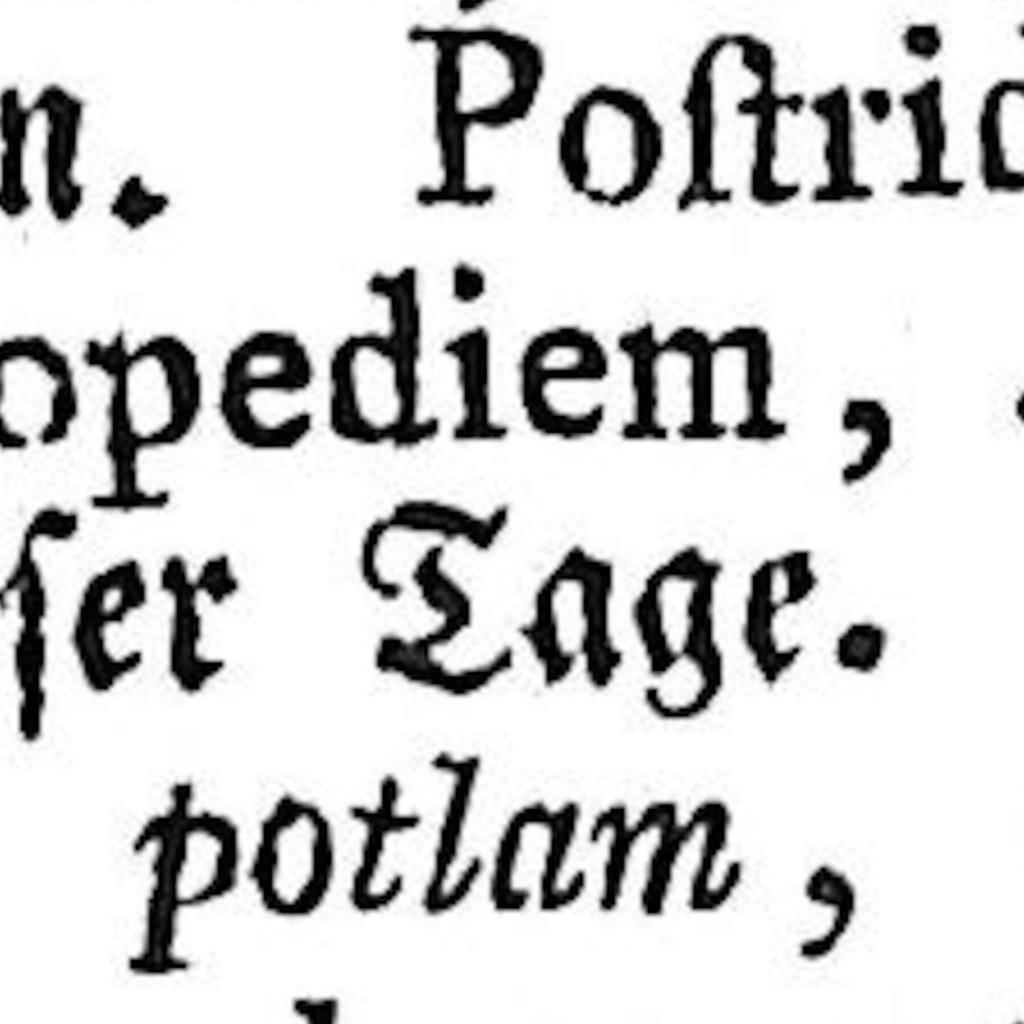 n. Poſtrid
opediem,
ſer Tage.
potlam,